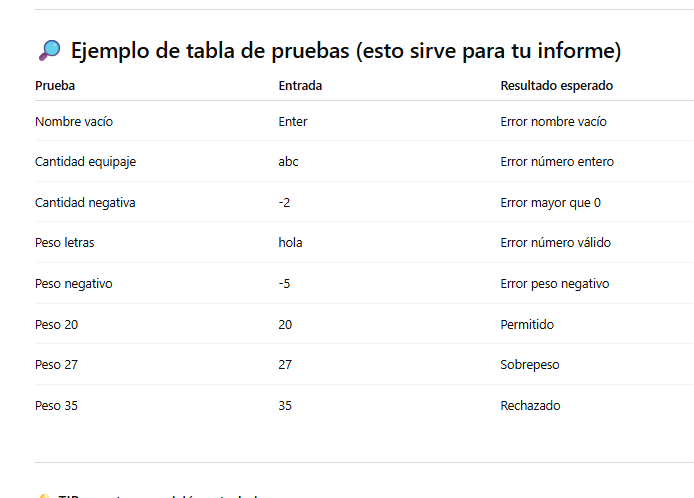 Ejemplo de tabla de pruebas (esto sirve para tu informe)
Prueba Entrada Resultado esperado
Nombre vacío Enter Error nombre vacío
Cantidad equipaje abc Error número entero
Cantidad negativa -2 Error mayor que 0
Peso letras hola Error número válido
Peso negativo -5 Error peso negativo
Peso 20 20 Permitido
Peso 27 27 Sobrepeso
Peso 35 35 Rechazado